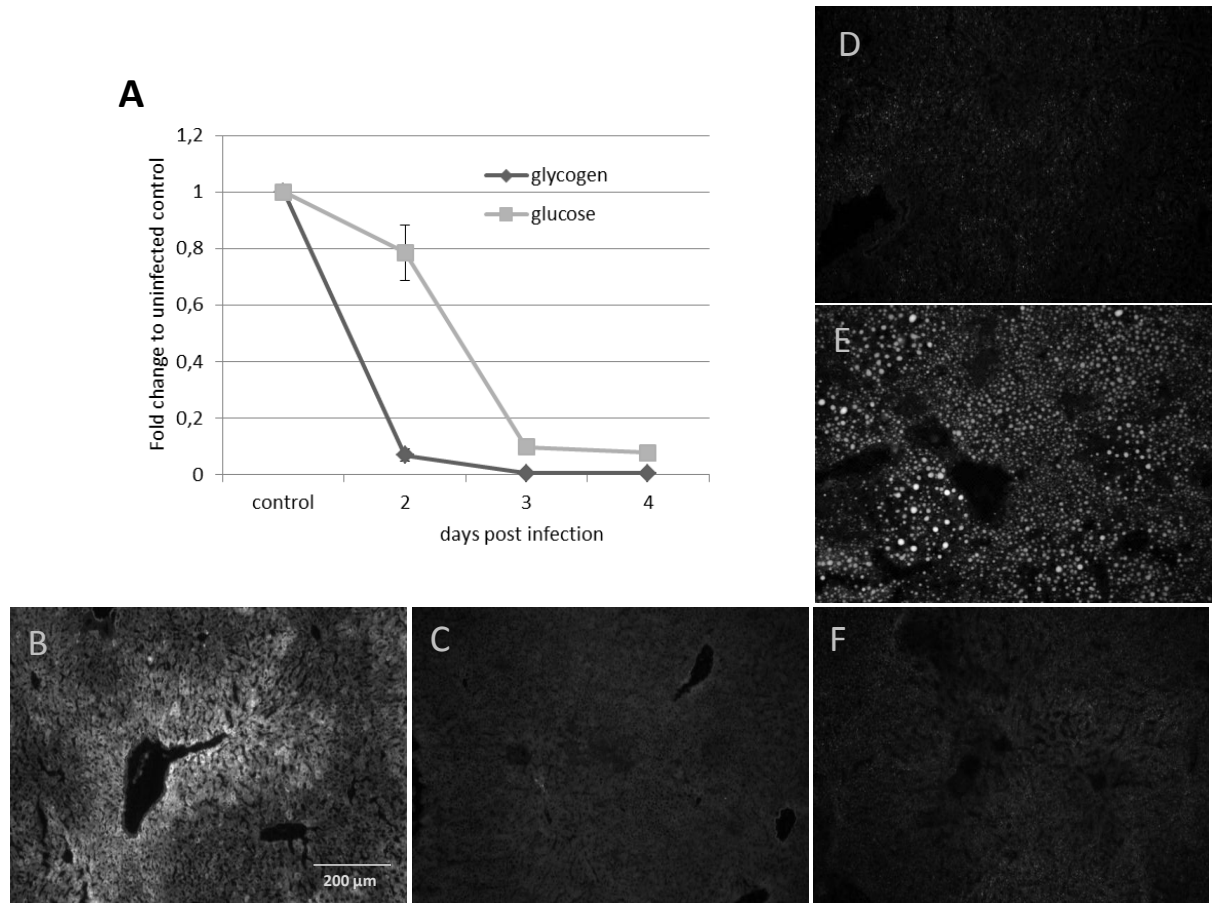 A
Fold change to uninfected control
1,2
1
0,8
0,6
0,4
0,2
0
glycogen
glucose
control 2 3 4
days post infection
D
E
B
200 µm
C
F